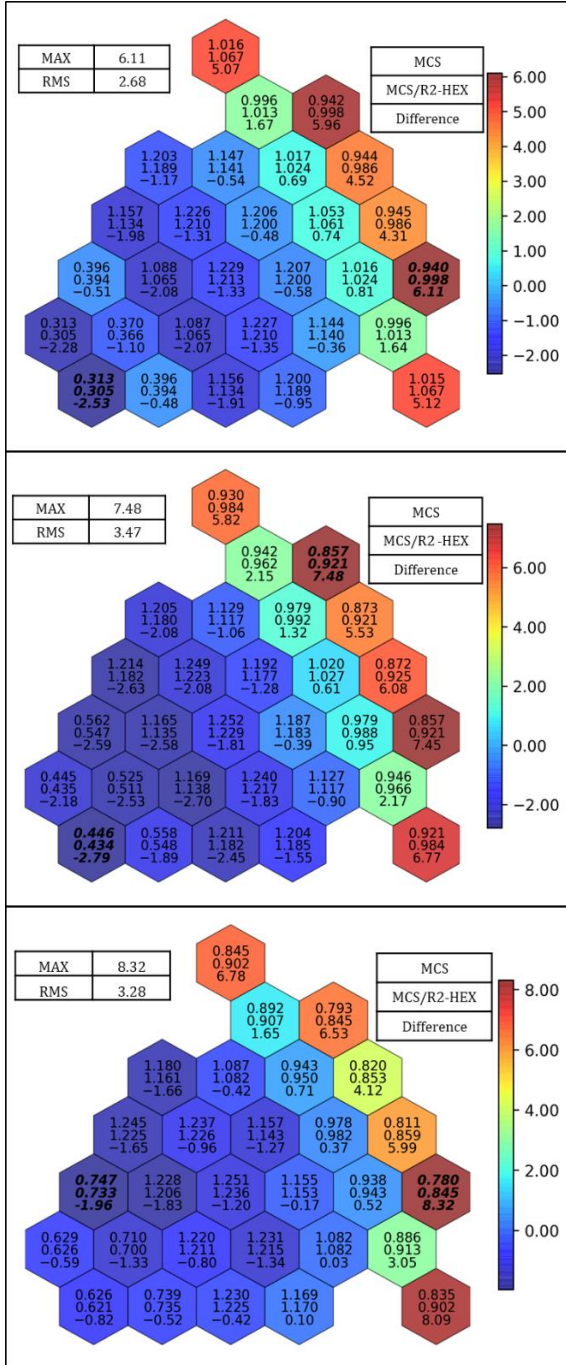 MAX 6.11
RMS 2.68
MCS
MCS/R2-HEX
Difference
1.016
1.067
5.07
0.996 0.942
1.013 0.998
1.67 5.96
1.203 1.147 1.017 0.944
1.189 1.141 1.024 0.986
−1.17 −0.54 0.69 4.52
1.157 1.226 1.206 1.053 0.945
1.134 1.210 1.200 1.061 0.986
−1.98 −1.31 −0.48 0.74 4.31
0.396 1.088 1.229 1.207 1.016 0.940
0.394 1.065 1.213 1.200 1.024 0.998
−0.51 −2.08 −1.33 −0.58 0.81 6.11
0.313 0.370 1.087 1.227 1.144 0.996
0.305 0.366 1.065 1.210 1.140 1.013
−2.28 −1.10 −2.07 −1.35 −0.36 1.64
0.313 0.396 1.156 1.200 1.015
0.305 0.394 1.134 1.189 1.067
-2.53 −0.48 −1.91 −0.95 5.12
6.00
5.00
4.00
3.00
2.00
1.00
0.00
−1.00
−2.00
MAX 7.48
RMS 3.47
MCS
MCS/R2 -HEX
Difference
0.930
0.984
5.82
0.942 0.857
0.962 0.921
2.15 7.48
1.205 1.129 0.979 0.873
1.180 1.117 0.992 0.921
−2.08 −1.06 1.32 5.53
1.214 1.249 1.192 1.020 0.872
1.182 1.223 1.177 1.027 0.925
−2.63 −2.08 −1.28 0.61 6.08
0.562 1.165 1.252 1.187 0.979 0.857
0.547 1.135 1.229 1.183 0.988 0.921
−2.59 −2.58 −1.81 −0.39 0.95 7.45
0.445 0.525 1.169 1.240 1.127 0.946
0.435 0.511 1.138 1.217 1.117 0.966
−2.18 −2.53 −2.70 −1.83 −0.90 2.17
0.446 0.558 1.211 1.204 0.921
0.434 0.548 1.182 1.185 0.984
-2.79 −1.89 −2.45 −1.55 6.77
6.00
4.00
2.00
0.00
−2.00
MAX 8.32
RMS 3.28
MCS
MCS/R2-HEX
Difference
0.845
0.902
6.78
0.892 0.793
0.907 0.845
1.65 6.53
1.180 1.087 0.943 0.820
1.161 1.082 0.950 0.853
−1.66 −0.42 0.71 4.12
1.245 1.237 1.157 0.978 0.811
1.225 1.226 1.143 0.982 0.859
−1.65 −0.96 −1.27 0.37 5.99
0.747 1.228 1.251 1.155 0.938 0.780
0.733 1.206 1.236 1.153 0.943 0.845
-1.96 −1.83 −1.20 −0.17 0.52 8.32
0.629 0.710 1.220 1.231 1.082 0.886
0.626 0.700 1.211 1.215 1.082 0.913
−0.59 −1.33 −0.80 −1.34 0.03 3.05
0.626 0.739 1.230 1.169 0.835
0.621 0.735 1.225 1.170 0.902
−0.82 −0.52 −0.42 0.10 8.09
8.00
6.00
4.00
2.00
0.00